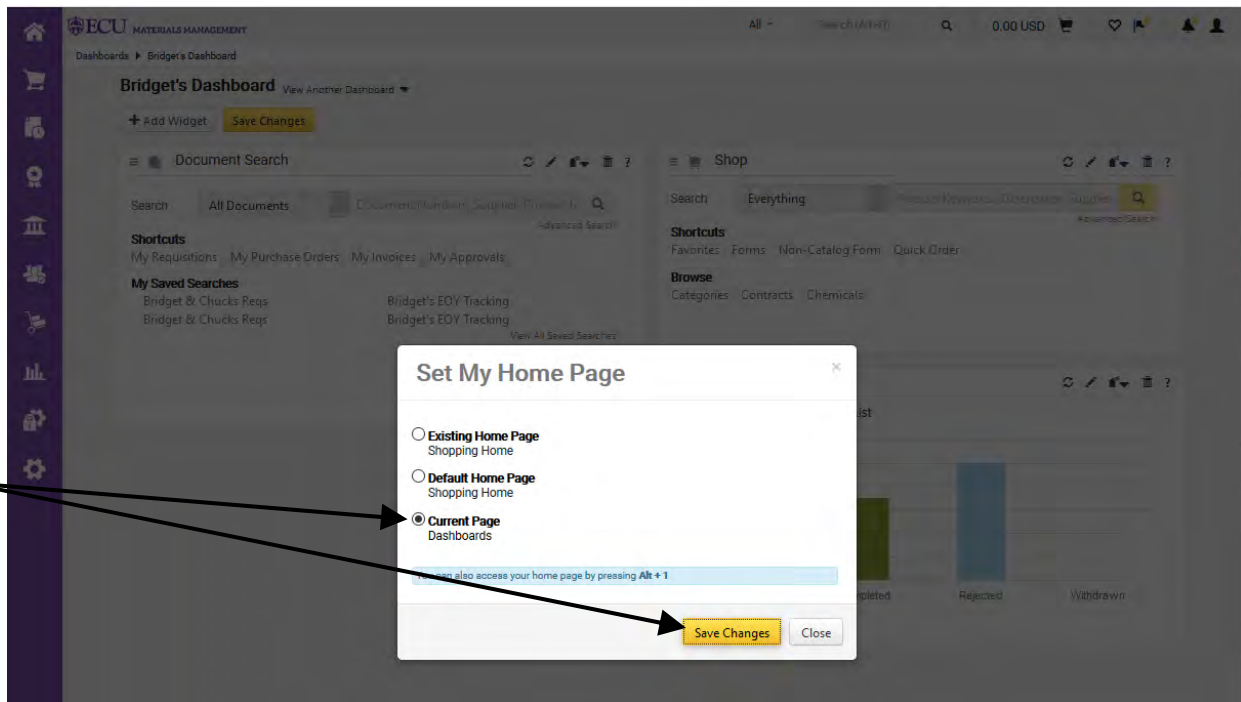 ECU MATERIALS MANAGEMENT
All
0.00 USD
Dashboards Bridget's Dashboard
Bridget's Dashboard View Another Dashboard
+ Add Widget Save Changes
Document Search ?
Search All Documents
Advanced Search
Shortcuts
My Requisitions My Purchase Orders My Invoices My Approvals
My Saved Searches
Bridget & Chucks Reqs Bridget's EOY Tracking
Bridget & Chucks Reqs Bridget's EOY Tracking
View All Saved Searches
Shop ?
Search Everything
Advanced Search
Shortcuts
Favorites Forms Non-Catalog Form Quick Order
Browse
Categories Contracts Chemicals
?
Rejected Withdrawn
Set My Home Page ×
Existing Home Page
Shopping Home
Default Home Page
Shopping Home
Current Page
Dashboards
You can also access your home page by pressing Alt + 1
Save Changes Close